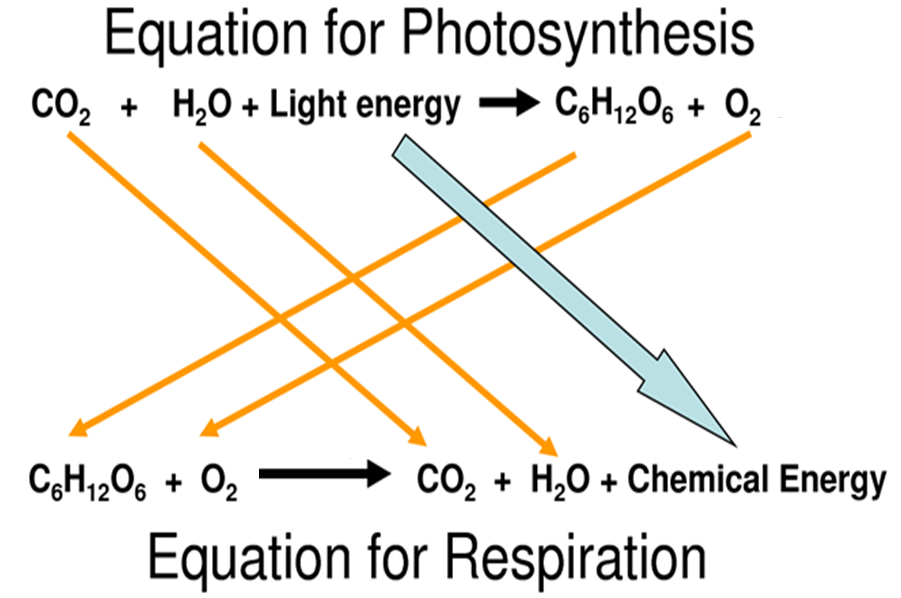 Equation for Photosynthesis
CO₂ + H₂O + Light energy → C₆H₁₂O₆ + O₂
C₆H₁₂O₆ + O₂ → CO₂ + H₂O + Chemical Energy
Equation for Respiration